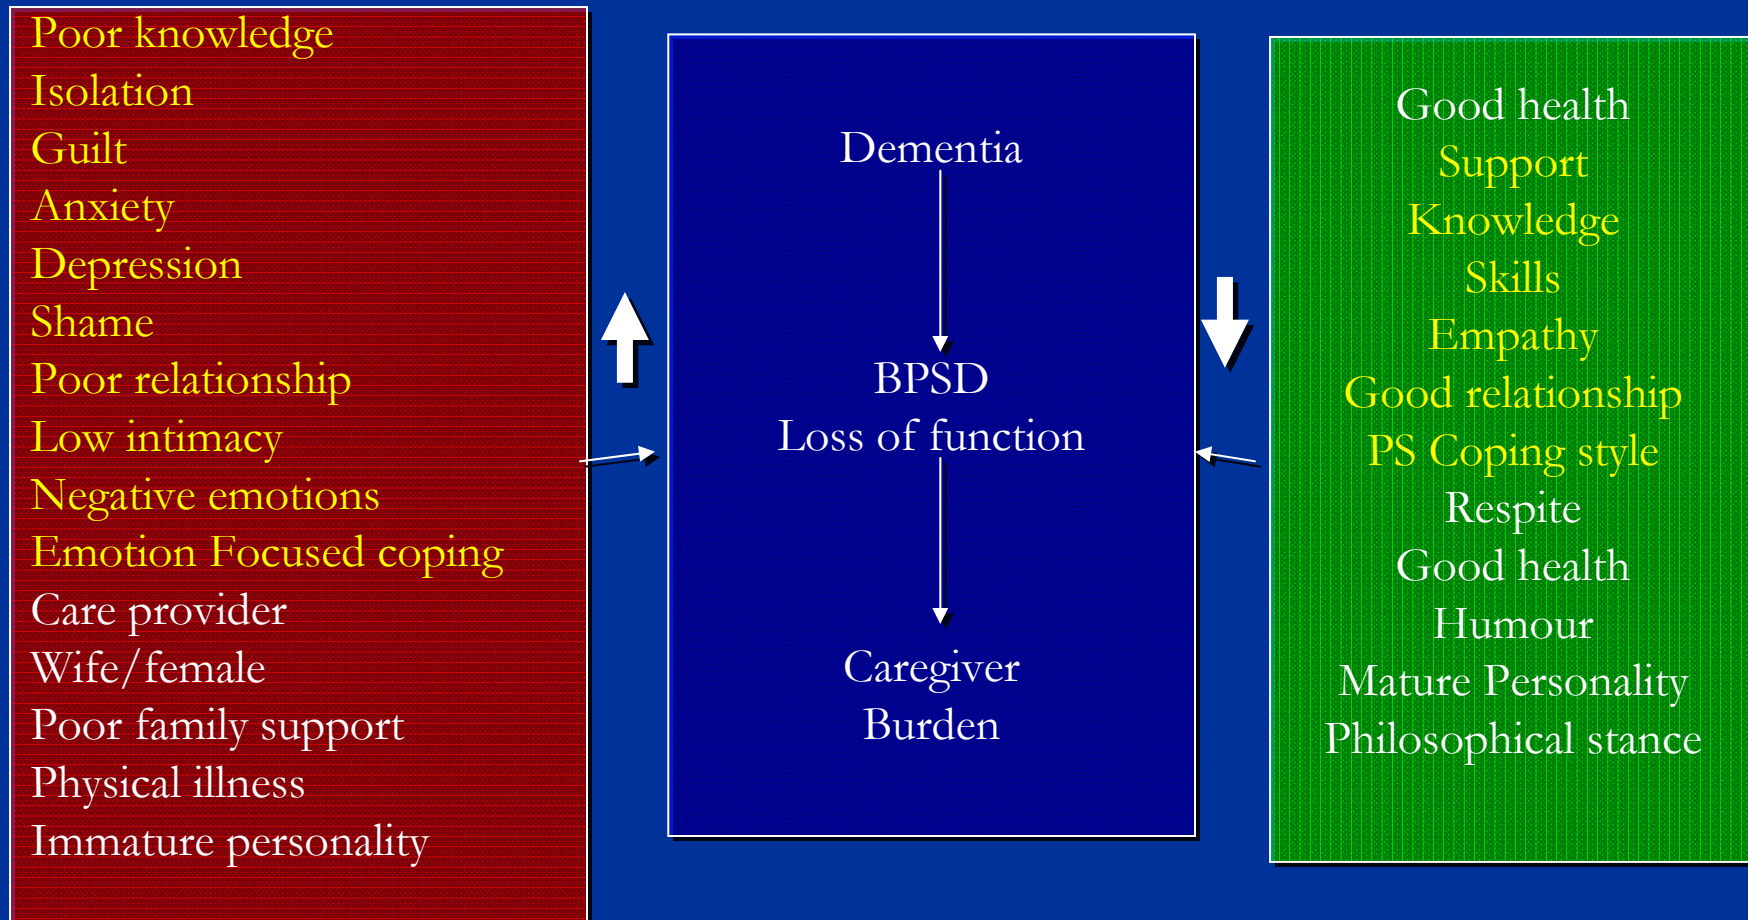 Poor knowledge
Isolation
Guilt
Anxiety
Depression
Shame
Poor relationship
Low intimacy
Negative emotions
Emotion Focused coping
Care provider
Wife/female
Poor family support
Physical illness
Immature personality
Dementia
BPSD
Loss of function
Caregiver
Burden
Good health
Support
Knowledge
Skills
Empathy
Good relationship
PS Coping style
Respite
Good health
Humour
Mature Personality
Philosophical stance